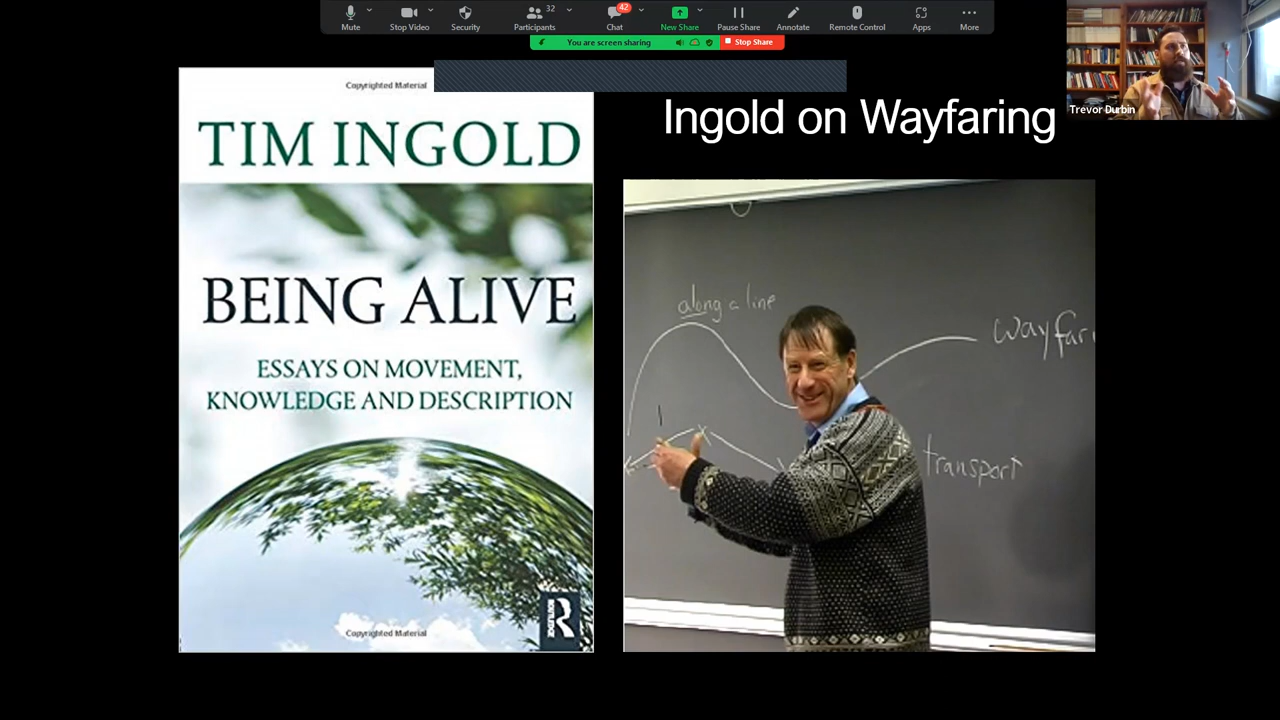 Mute
Stop Video
Security
32
Participants
42
Chat
New Share
Pause Share
Annotate
Remote Control
Apps
More
You are screen sharing
Stop Share
Trevor Durbin
Copyrighted Material
TIM INGOLD
BEING ALIVE
ESSAYS ON MOVEMENT,
KNOWLEDGE AND DESCRIPTION
Copyrighted Material
R
ROUTLEDGE
Ingold on Wayfaring
along a line
Wayfari
transport